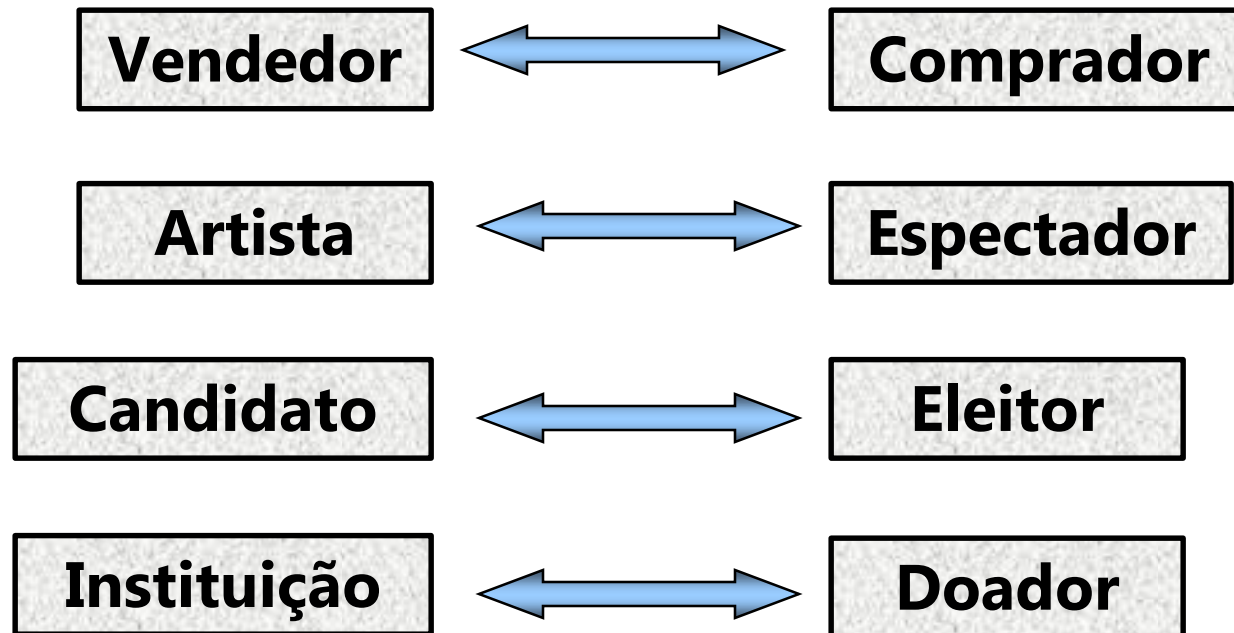 Vendedor
Comprador
Artista
Espectador
Candidato
Eleitor
Instituição
Doador